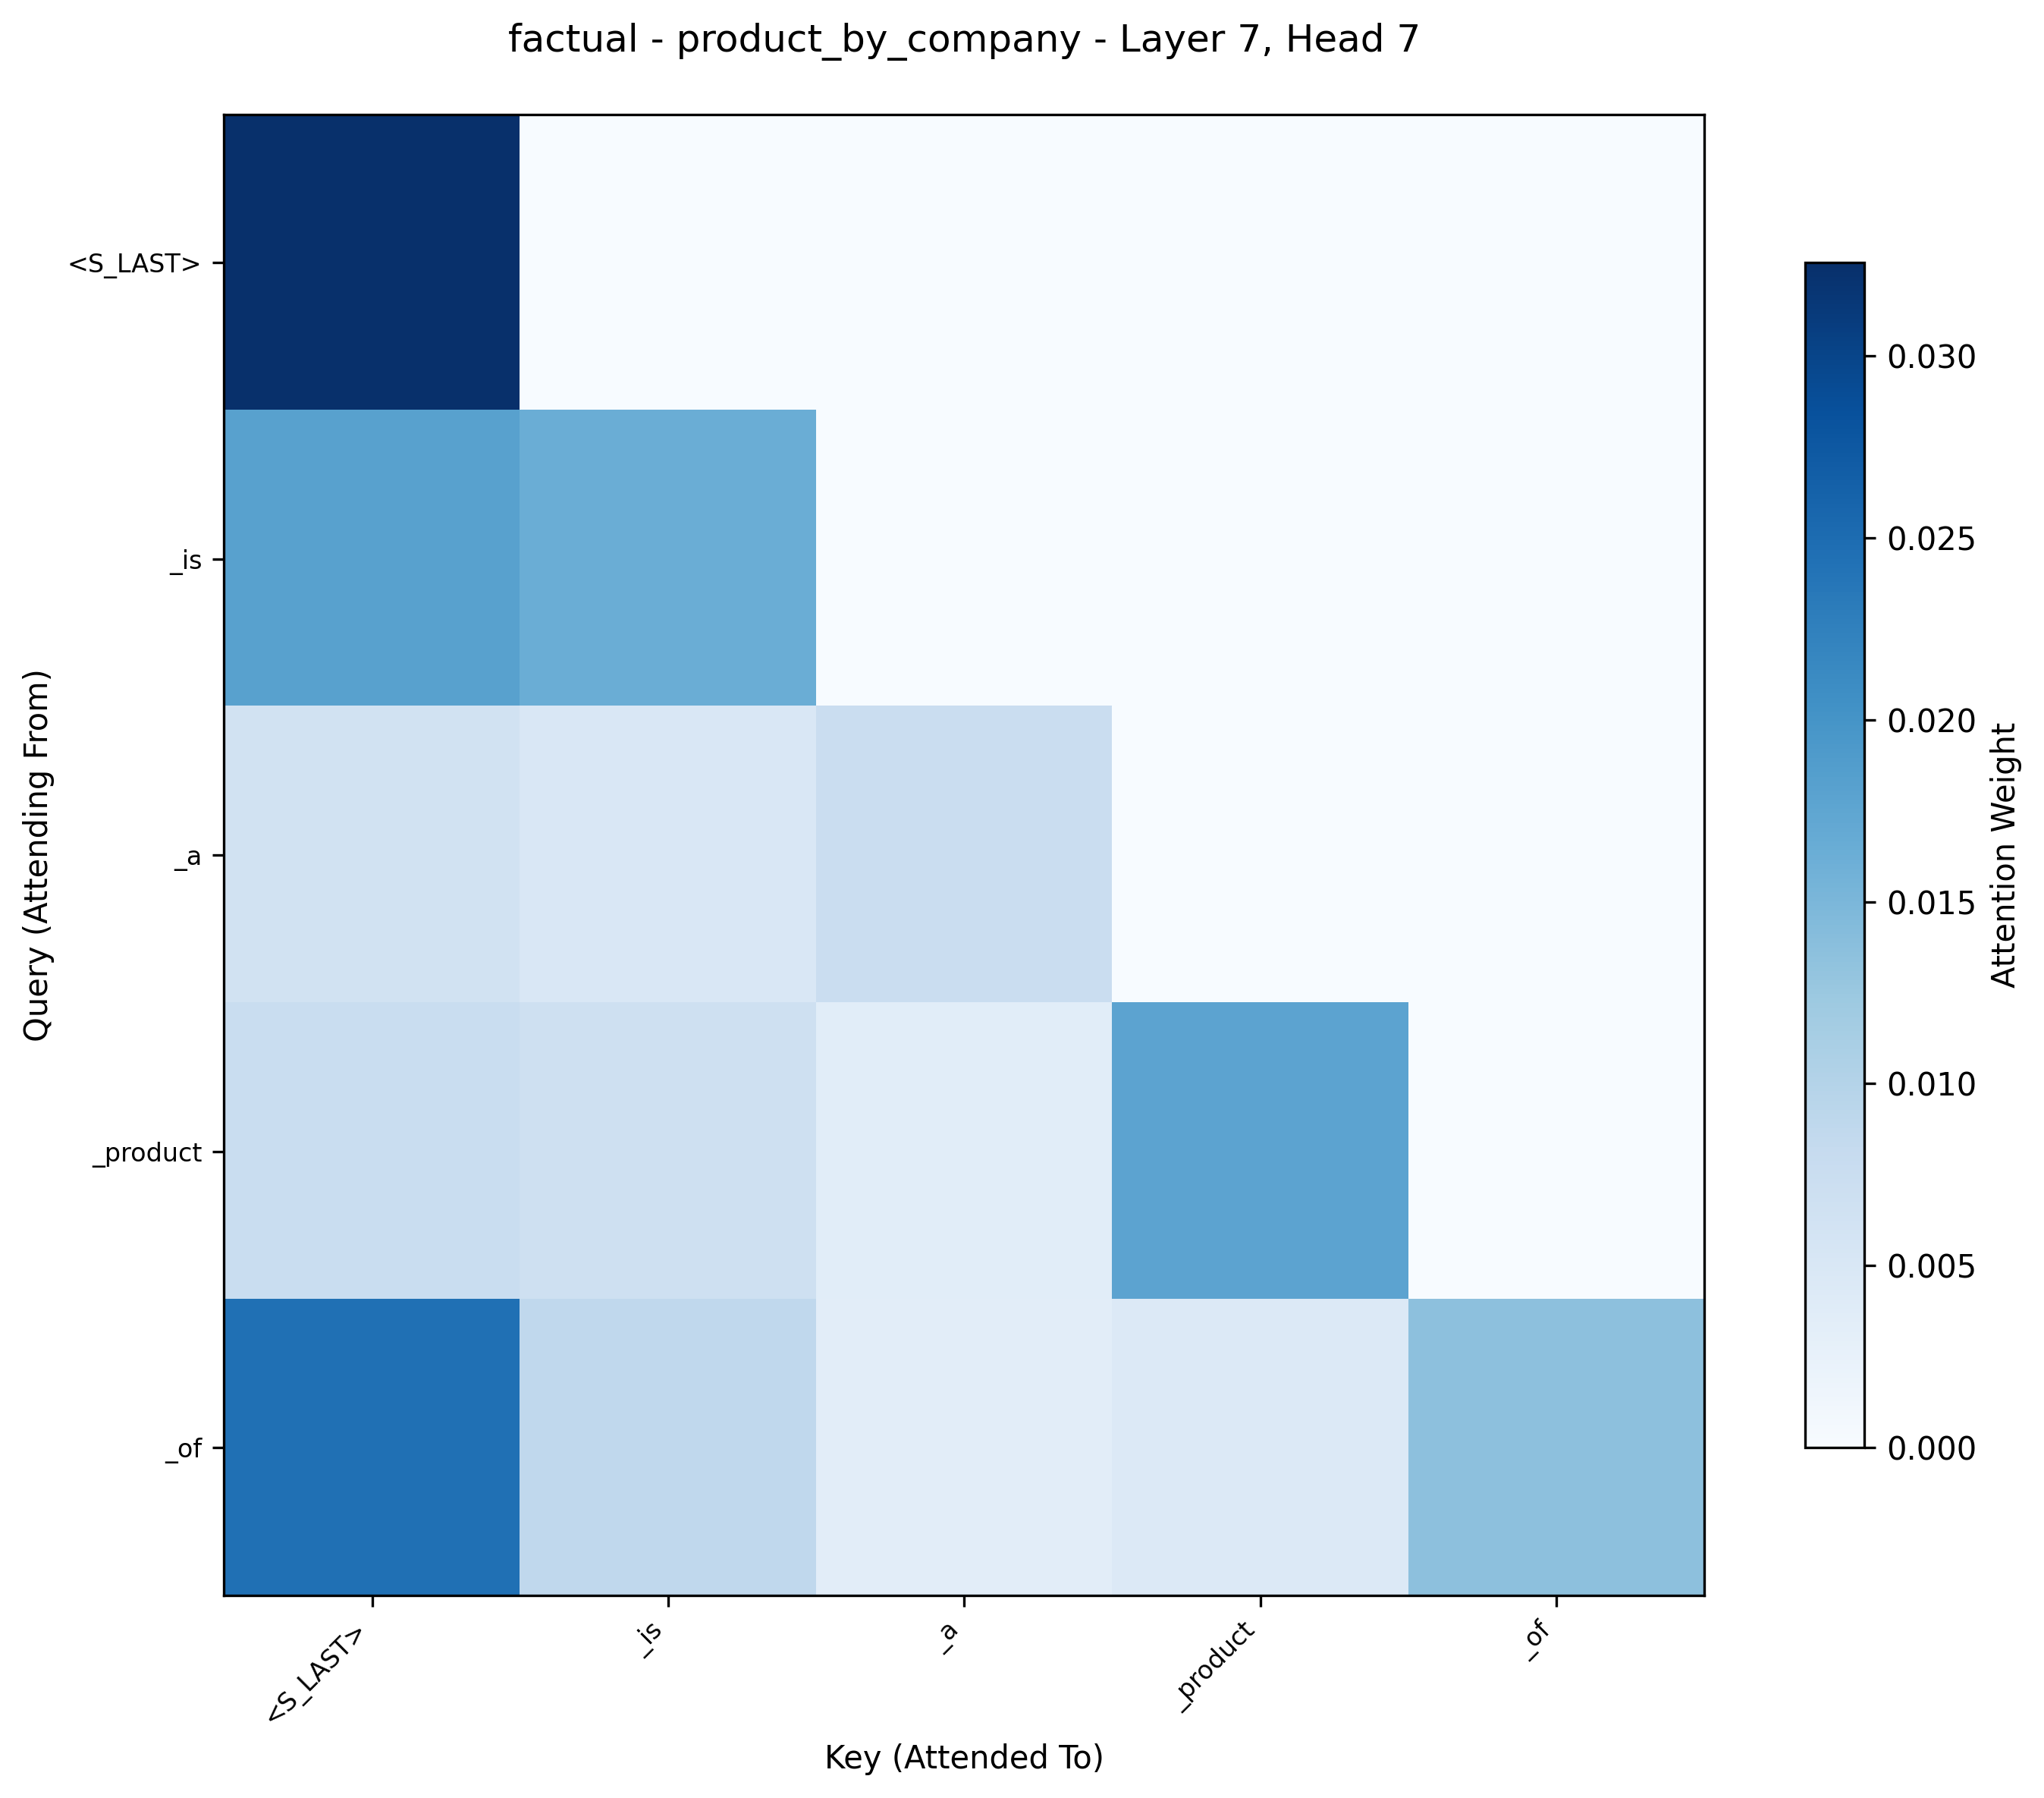 factual - product_by_company - Layer 7, Head 7
Query (Attending From)
<S_LAST>
_is
_a
_product
_of
<S_LAST>
_is
_a
_product
_of
Key (Attended To)
0.030
0.025
0.020
0.015
0.010
0.005
0.000
Attention Weight